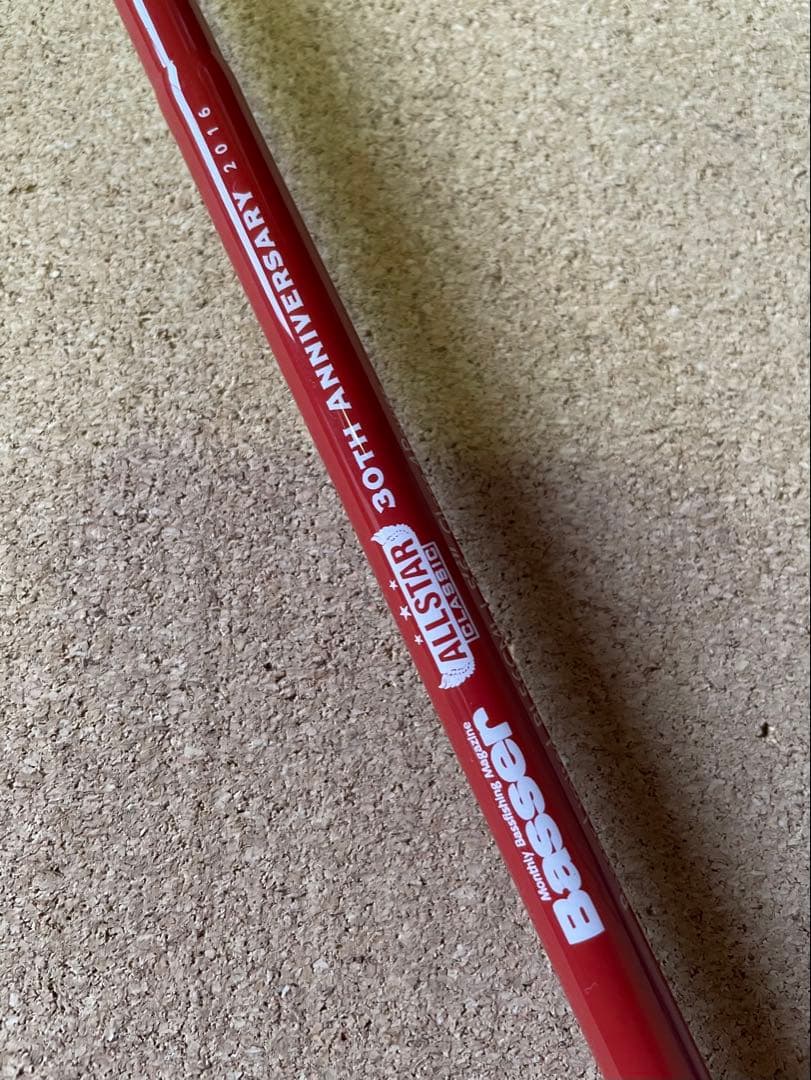 Basser
Monthly Bassfishing Magazine
ALLSTAR
CLASSIC
30TH ANNIVERSARY 2016